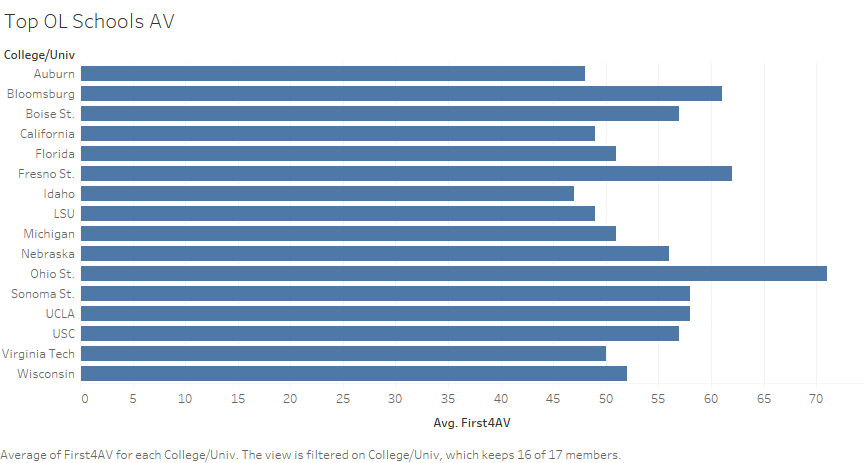 Top OL Schools AV
College/Univ
Auburn
Bloomsburg
Boise St.
California
Florida
Fresno St.
Idaho
LSU
Michigan
Nebraska
Ohio St.
Sonoma St.
UCLA
USC
Virginia Tech
Wisconsin
0 5 10 15 20 25 30 35 40 45 50 55 60 65 70
Avg. First4AV
Average of First4AV for each College/Univ. The view is filtered on College/Univ, which keeps 16 of 17 members.